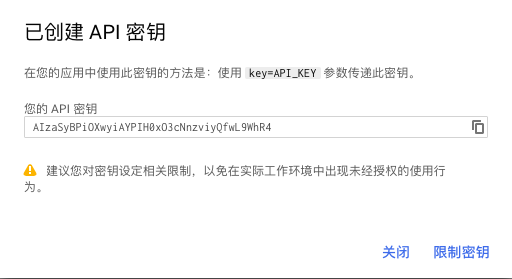 已创建 API 密钥
在您的应用中使用此密钥的方法是：使用 key=API_KEY 参数传递此密钥。
您的 API 密钥
AIzaSyBPiOXwyiAYPIH0xO3cNnzviyQfwL9WhR4
建议您对密钥设定相关限制，以免在实际工作环境中出现未经授权的使用行
为。
关闭 限制密钥